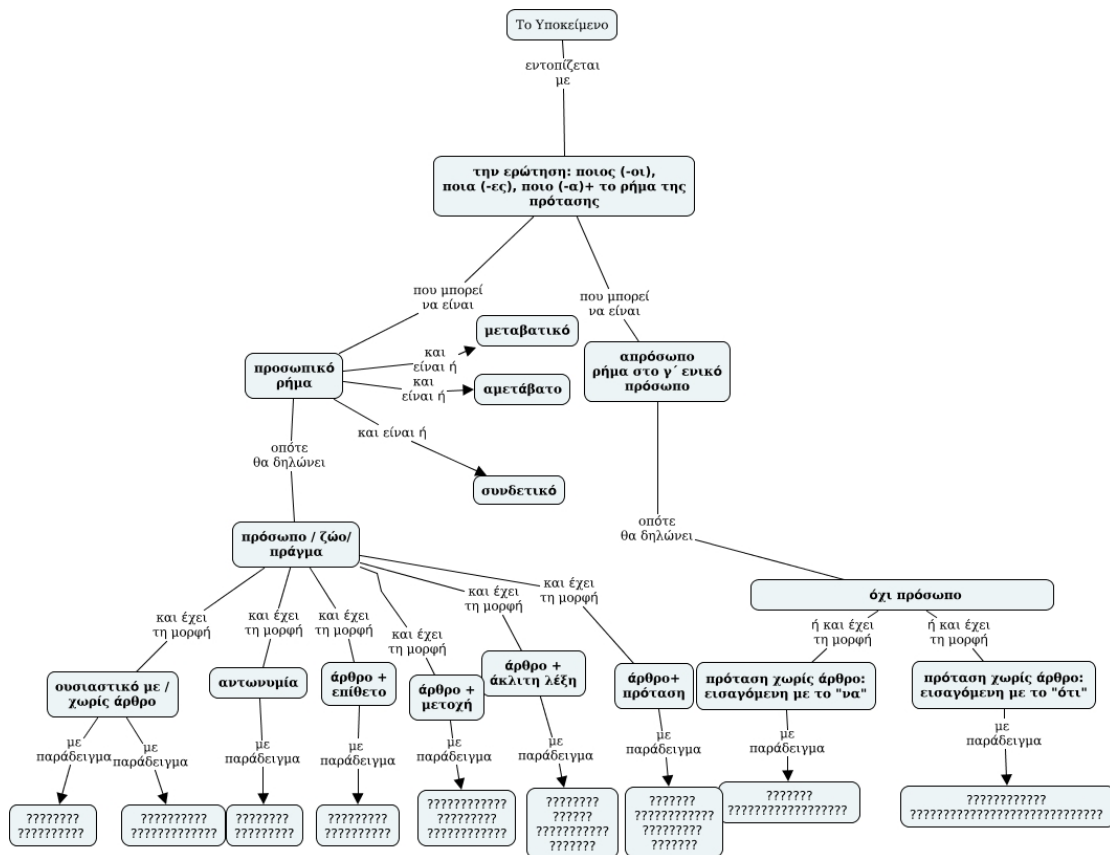 Το Υποκείμενο
εντοπίζεται
με
την ερώτηση: ποιος (-οι),
ποια (-ες), ποιο (-α)+ το ρήμα της
πρότασης
που μπορεί
να είναι
που μπορεί
να είναι
μεταβατικό
και
είναι ή
προσωπικό
ρήμα
απρόσωπο
ρήμα στο γ΄ ενικό
πρόσωπο
και
είναι ή
αμετάβατο
και είναι ή
οπότε
θα δηλώνει
συνδετικό
οπότε
θα δηλώνει
πρόσωπο / ζώο/
πράγμα
όχι πρόσωπο
και έχει
τη μορφή
και έχει
τη μορφή
και έχει
τη μορφή
και έχει
τη μορφή
και έχει
τη μορφή
και έχει
τη μορφή
ή και έχει
τη μορφή
ή και έχει
τη μορφή
ουσιαστικό με /
χωρίς άρθρο
αντωνυμία
άρθρο +
επίθετο
άρθρο +
μετοχή
άρθρο +
άκλιτη λέξη
άρθρο+
πρόταση
πρόταση χωρίς άρθρο:
εισαγόμενη με το "να"
πρόταση χωρίς άρθρο:
εισαγόμενη με το "ότι"
με
παράδειγμα
με
παράδειγμα
με
παράδειγμα
με
παράδειγμα
με
παράδειγμα
με
παράδειγμα
με
παράδειγμα
με
παράδειγμα
με
παράδειγμα
????????
??????????
??????????
?????????????
????????
?????????
?????????
??????????
????????????
?????????
????????????
????????
??????
???????????
???????
???????
????????????
?????????
???????
???????
??????????????????
????????????
?????????????????????????????